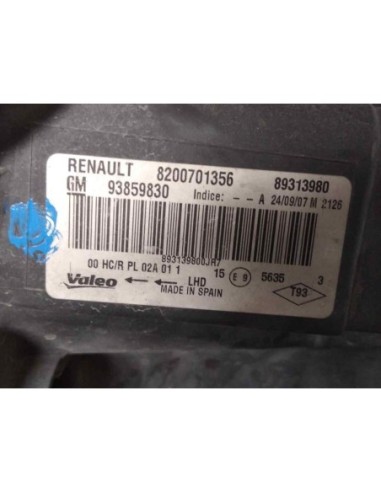 RENAULT 8200701356 89313980
GM 93859830 Indice: - - A 24/09/07 M 2126
893139800JR7
00 HC/R PL 02A 01 1 15 E9 5635 3
Valeo LHD T93
MADE IN SPAIN